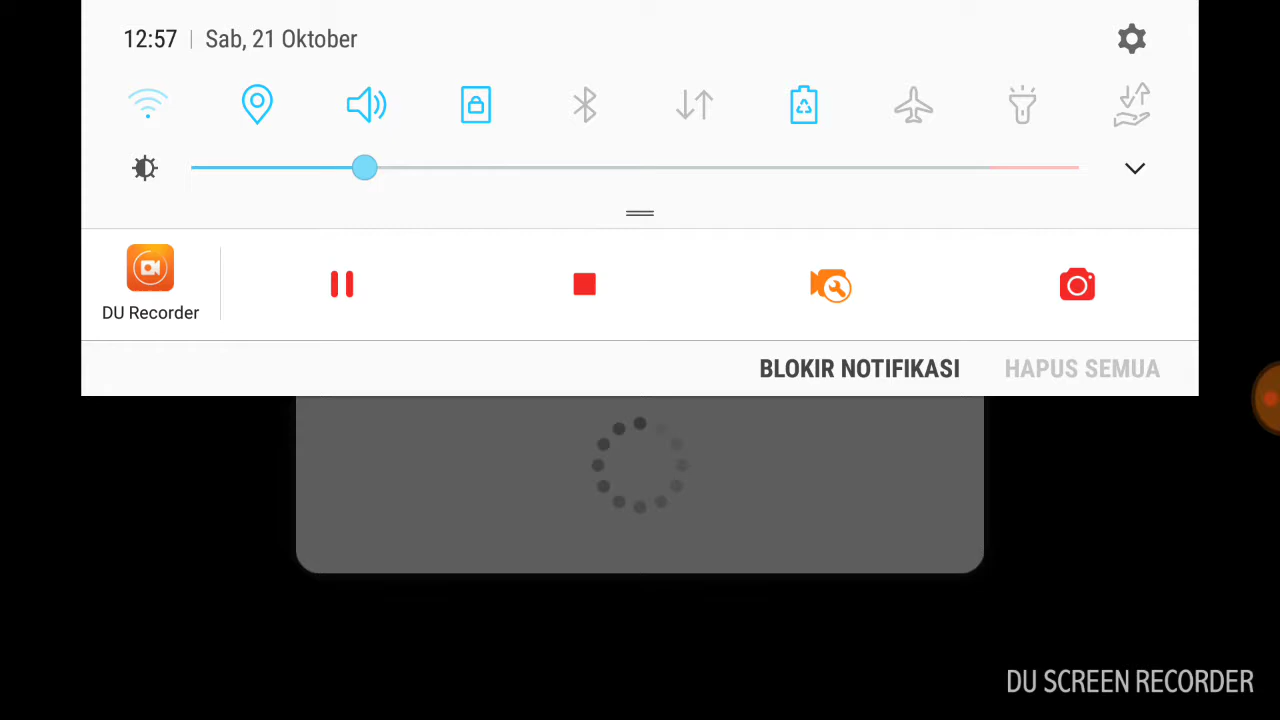 12:57 | Sab, 21 Oktober
DU Recorder
BLOKIR NOTIFIKASI HAPUS SEMUA
DU SCREEN RECORDER